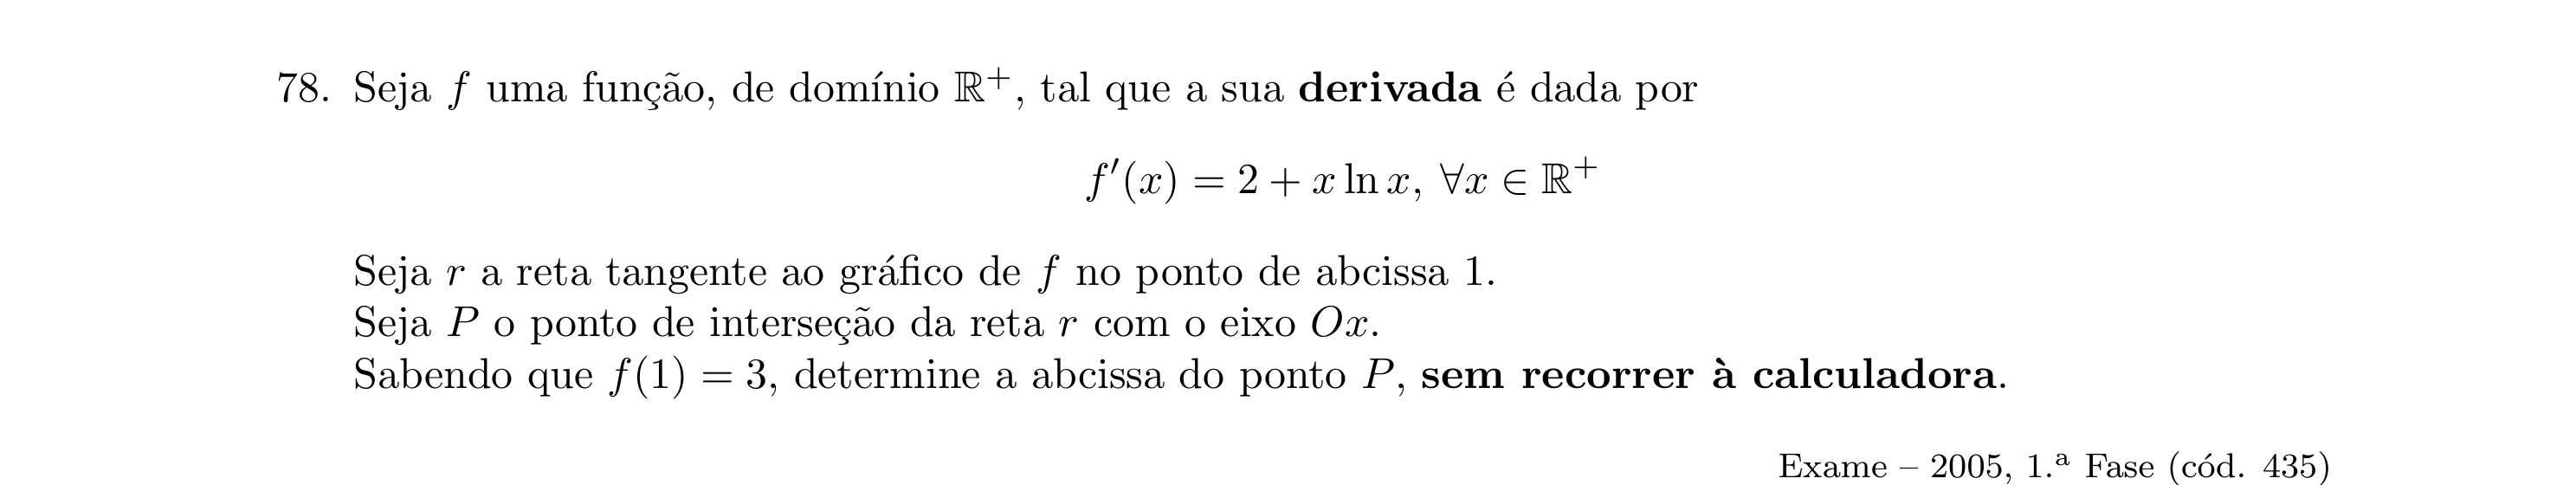 78. Seja f uma função, de domínio ℝ⁺, tal que a sua derivada é dada por
f′(x) = 2 + x ln x, ∀x ∈ ℝ⁺
Seja r a reta tangente ao gráfico de f no ponto de abcissa 1.
Seja P o ponto de interseção da reta r com o eixo Ox.
Sabendo que f(1) = 3, determine a abcissa do ponto P, sem recorrer à calculadora.
Exame – 2005, 1.ª Fase (cód. 435)